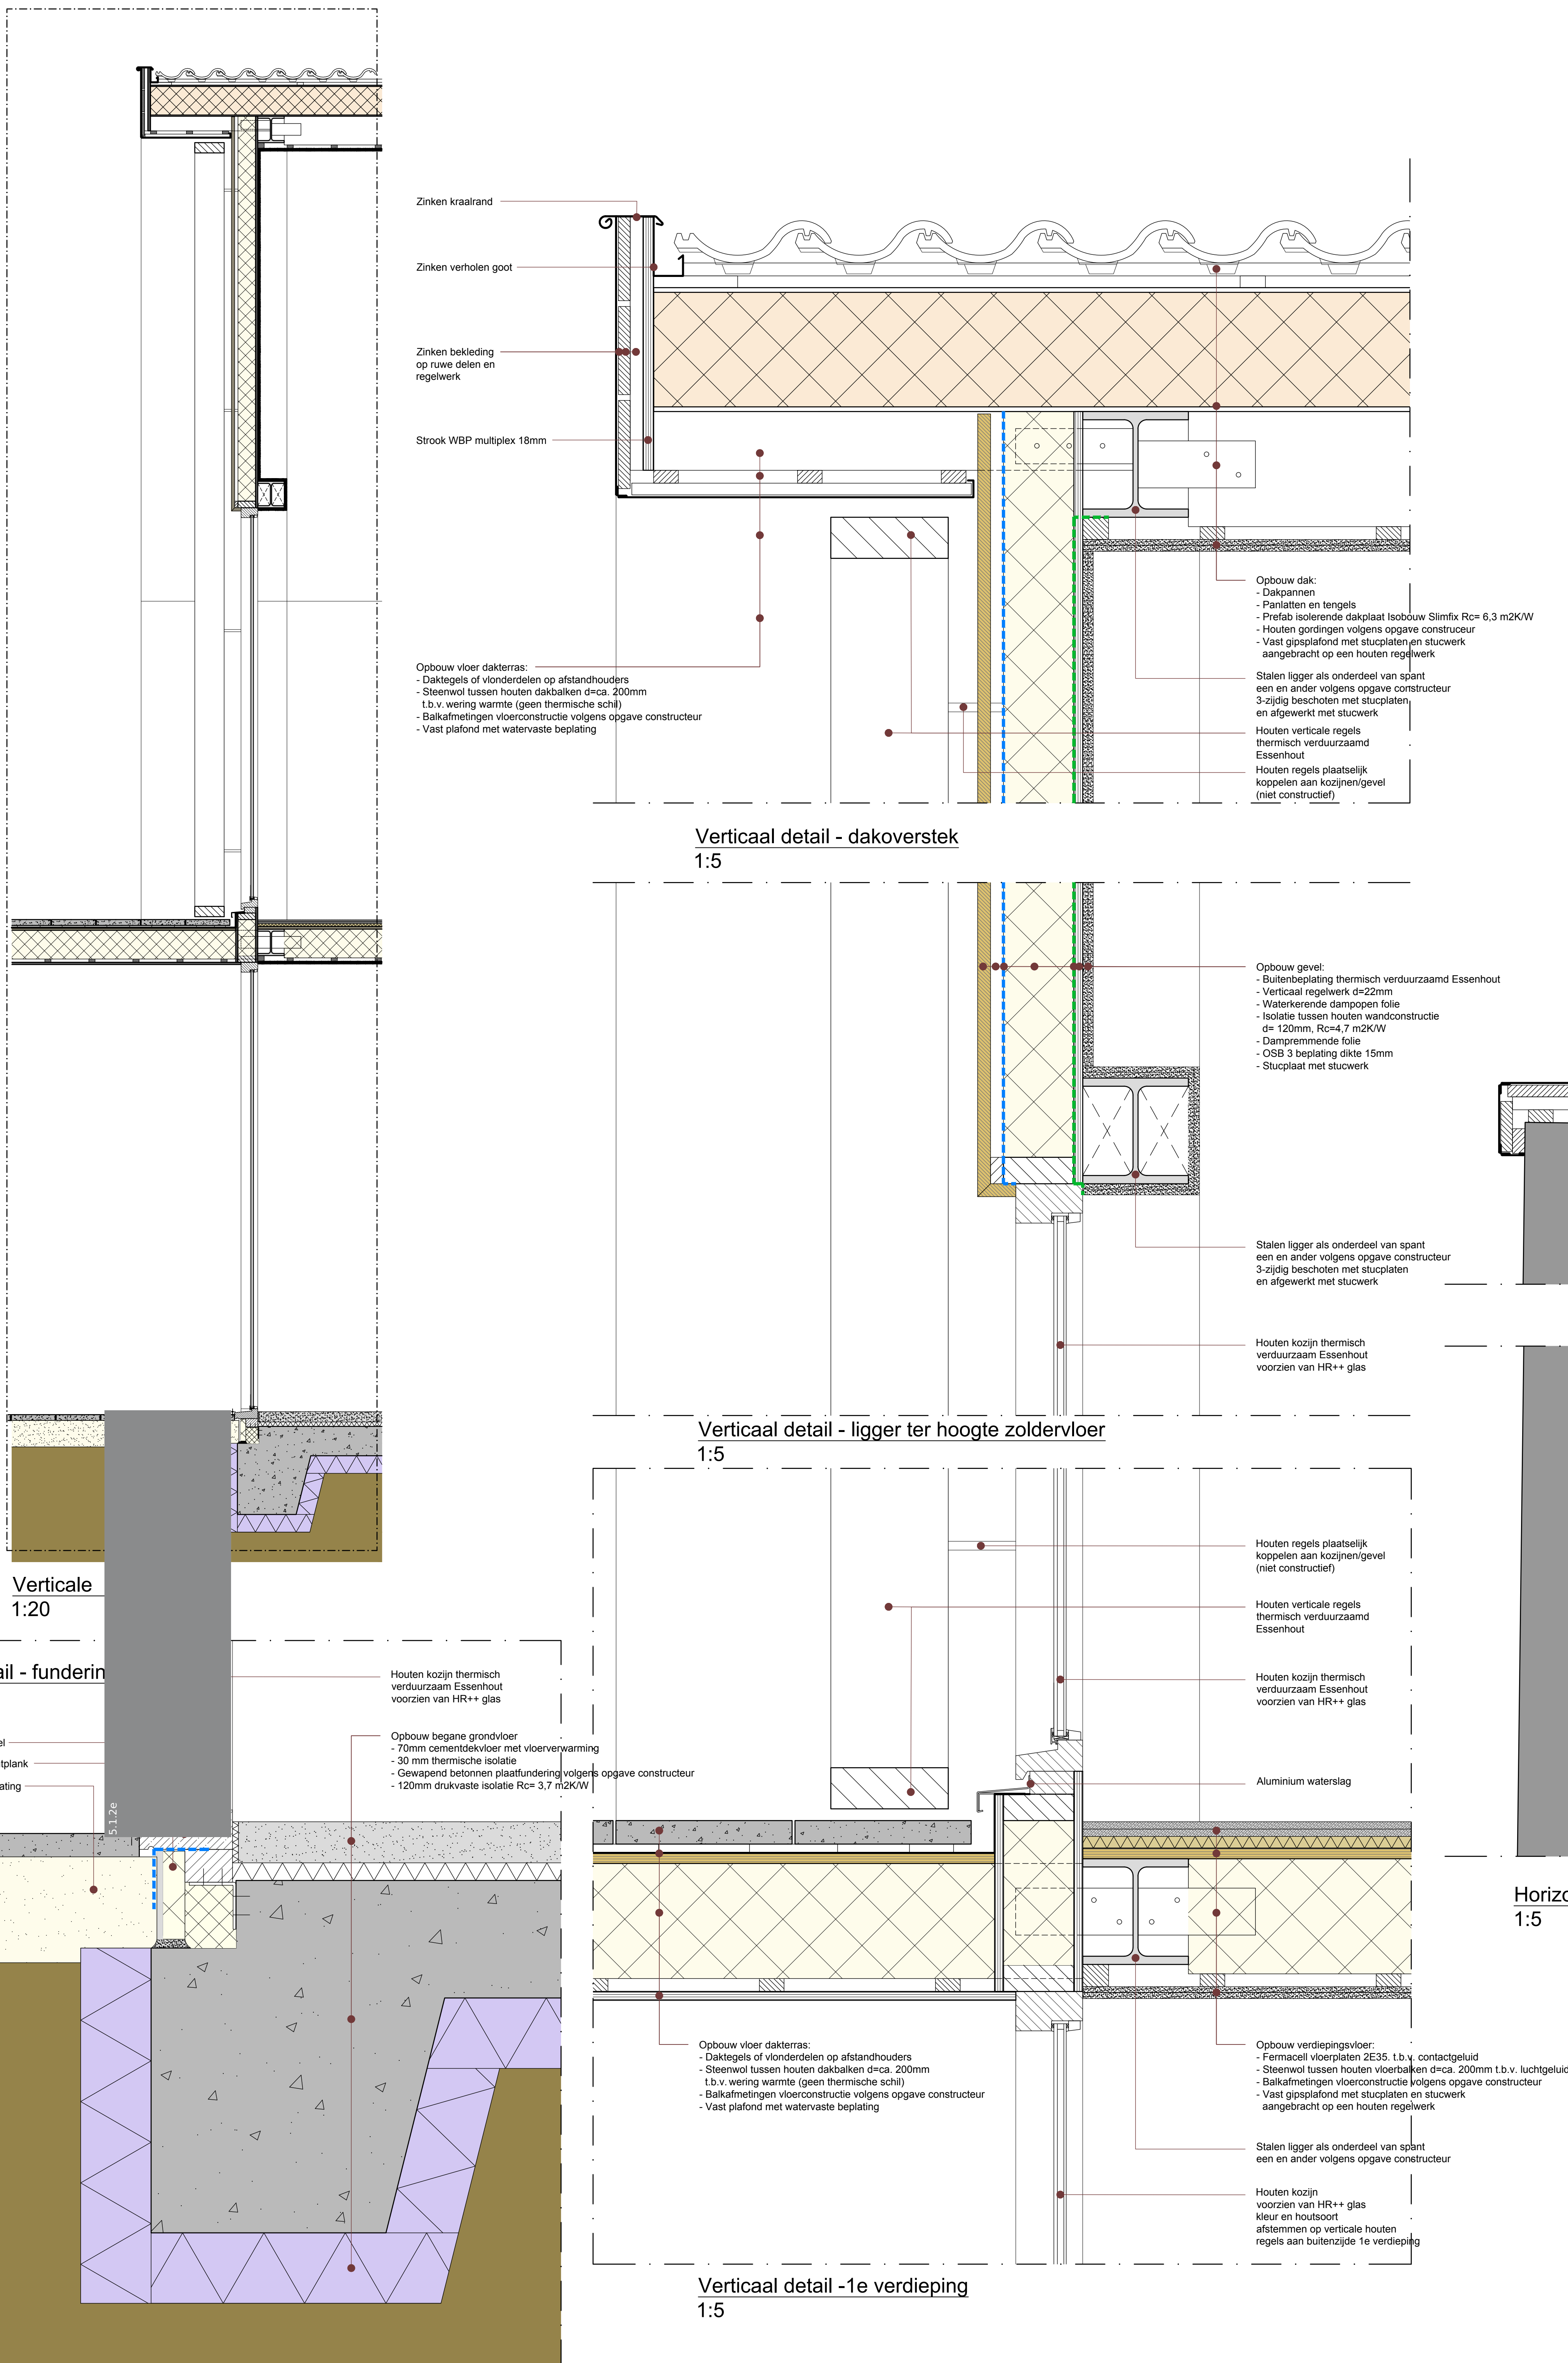 Zinken kraalrand
Zinken verholen goot
Zinken bekleding
op ruwe delen en
regelwerk
Strook WBP multiplex 18mm
Opbouw vloer dakterras:
- Daktegels of vlonderdelen op afstandhouders
- Steenwol tussen houten dakbalken d=ca. 200mm
t.b.v. wering warmte (geen thermische schil)
- Balkafmetingen vloerconstructie volgens opgave constructeur
- Vast plafond met watervaste beplating
Opbouw dak:
- Dakpannen
- Panlatten en tengels
- Prefab isolerende dakplaat Isobouw Slimfix Rc= 6,3 m2K/W
- Houten gordingen volgens opgave construceur
- Vast gipsplafond met stucplaten en stucwerk
aangebracht op een houten regelwerk
Stalen ligger als onderdeel van spant
een en ander volgens opgave constructeur
3-zijdig beschoten met stucplaten
en afgewerkt met stucwerk
Houten verticale regels
thermisch verduurzaamd
Essenhout
Houten regels plaatselijk
koppelen aan kozijnen/gevel
(niet constructief)
Verticaal detail - dakoverstek
1:5
Opbouw gevel:
- Buitenbeplating thermisch verduurzaamd Essenhout
- Verticaal regelwerk d=22mm
- Waterkerende dampopen folie
- Isolatie tussen houten wandconstructie
d= 120mm, Rc=4,7 m2K/W
- Dampremmende folie
- OSB 3 beplating dikte 15mm
- Stucplaat met stucwerk
Stalen ligger als onderdeel van spant
een en ander volgens opgave constructeur
3-zijdig beschoten met stucplaten
en afgewerkt met stucwerk
Houten kozijn thermisch
verduurzaam Essenhout
voorzien van HR++ glas
Verticaal detail - ligger ter hoogte zoldervloer
1:5
Houten regels plaatselijk
koppelen aan kozijnen/gevel
(niet constructief)
Houten verticale regels
thermisch verduurzaamd
Essenhout
Houten kozijn thermisch
verduurzaam Essenhout
voorzien van HR++ glas
Aluminium waterslag
Opbouw vloer dakterras:
- Daktegels of vlonderdelen op afstandhouders
- Steenwol tussen houten dakbalken d=ca. 200mm
t.b.v. wering warmte (geen thermische schil)
- Balkafmetingen vloerconstructie volgens opgave constructeur
- Vast plafond met watervaste beplating
Opbouw verdiepingsvloer:
- Fermacell vloerplaten 2E35. t.b.v. contactgeluid
- Steenwol tussen houten vloerbalken d=ca. 200mm t.b.v. luchtgeluid
- Balkafmetingen vloerconstructie volgens opgave constructeur
- Vast gipsplafond met stucplaten en stucwerk
aangebracht op een houten regelwerk
Stalen ligger als onderdeel van spant
een en ander volgens opgave constructeur
Houten kozijn
voorzien van HR++ glas
kleur en houtsoort
afstemmen op verticale houten
regels aan buitenzijde 1e verdieping
Verticaal detail -1e verdieping
1:5
Verticale
1:20
ail - funderin
Houten kozijn thermisch
verduurzaam Essenhout
voorzien van HR++ glas
Opbouw begane grondvloer
- 70mm cementdekvloer met vloerverwarming
- 30 mm thermische isolatie
- Gewapend betonnen plaatfundering volgens opgave constructeur
- 120mm drukvaste isolatie Rc= 3,7 m2K/W
el
tplank
ating
5.1.2e
Horizo
1:5